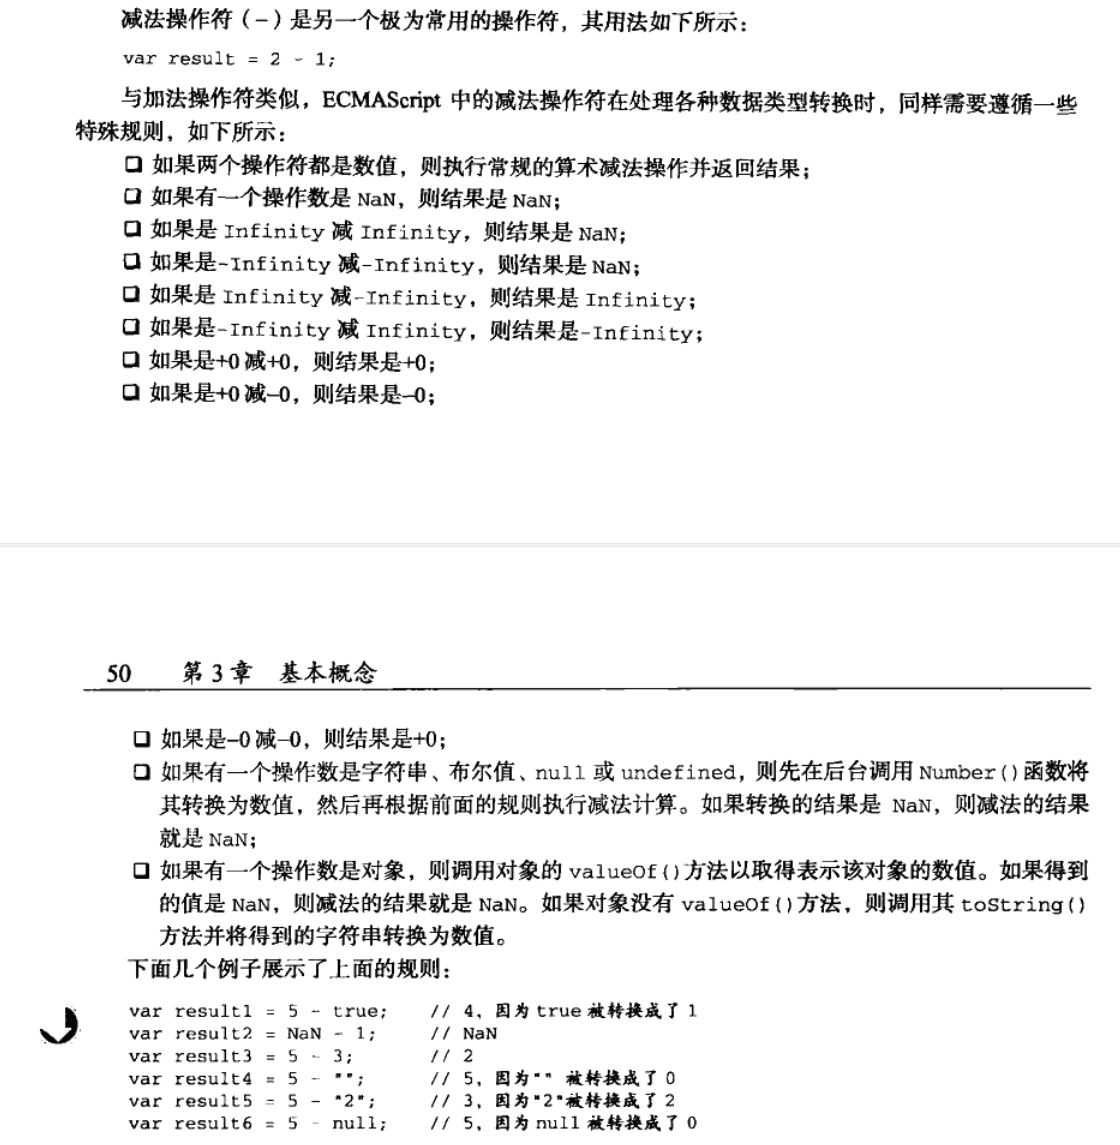 减法操作符（-）是另一个极为常用的操作符，其用法如下所示：
var result = 2 - 1;
与加法操作符类似，ECMAScript 中的减法操作符在处理各种数据类型转换时，同样需要遵循一些
特殊规则，如下所示：
❑ 如果两个操作符都是数值，则执行常规的算术减法操作并返回结果；
❑ 如果有一个操作数是 NaN，则结果是 NaN；
❑ 如果是 Infinity 减 Infinity，则结果是 NaN；
❑ 如果是-Infinity 减-Infinity，则结果是 NaN；
❑ 如果是 Infinity 减-Infinity，则结果是 Infinity；
❑ 如果是-Infinity 减 Infinity，则结果是-Infinity；
❑ 如果是+0 减+0，则结果是+0；
❑ 如果是+0 减–0，则结果是–0；
50 第 3 章 基本概念
❑ 如果是–0 减–0，则结果是+0；
❑ 如果有一个操作数是字符串、布尔值、null 或 undefined，则先在后台调用 Number()函数将
其转换为数值，然后再根据前面的规则执行减法计算。如果转换的结果是 NaN，则减法的结果
就是 NaN；
❑ 如果有一个操作数是对象，则调用对象的 valueOf()方法以取得表示该对象的数值。如果得到
的值是 NaN，则减法的结果就是 NaN。如果对象没有 valueOf()方法，则调用其 toString()
方法并将得到的字符串转换为数值。
下面几个例子展示了上面的规则：
var result1 = 5 - true; // 4，因为 true 被转换成了 1
var result2 = NaN - 1; // NaN
var result3 = 5 - 3; // 2
var result4 = 5 - ""; // 5，因为"" 被转换成了 0
var result5 = 5 - "2"; // 3，因为"2"被转换成了 2
var result6 = 5 - null; // 5，因为 null 被转换成了 0